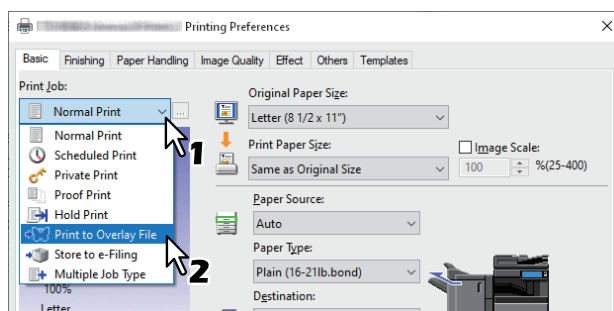 Printing Preferences
Basic Finishing Paper Handling Image Quality Effect Others Templates
Print Job:
Normal Print
...
1
Normal Print
Scheduled Print
Private Print
Proof Print
Hold Print
Print to Overlay File
Store to e-Filing
Multiple Job Type
2
100%
Letter
Original Paper Size:
Letter (8 1/2 x 11")
Print Paper Size:
Same as Original Size
Image Scale:
100 %(25-400)
Paper Source:
Auto
Paper Type:
Plain (16-21lb.bond)
Destination: